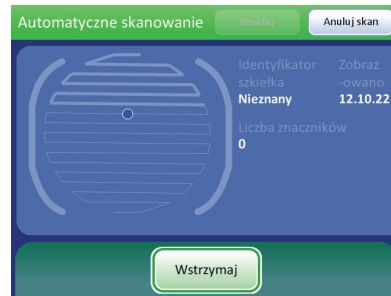 Automatyczne skanowanie
Resetuj
Anuluj skan
Identyfikator
szkiełka
Nieznany
Zobraz
-owano
12.10.22
Liczba znaczników
0
Wstrzymaj